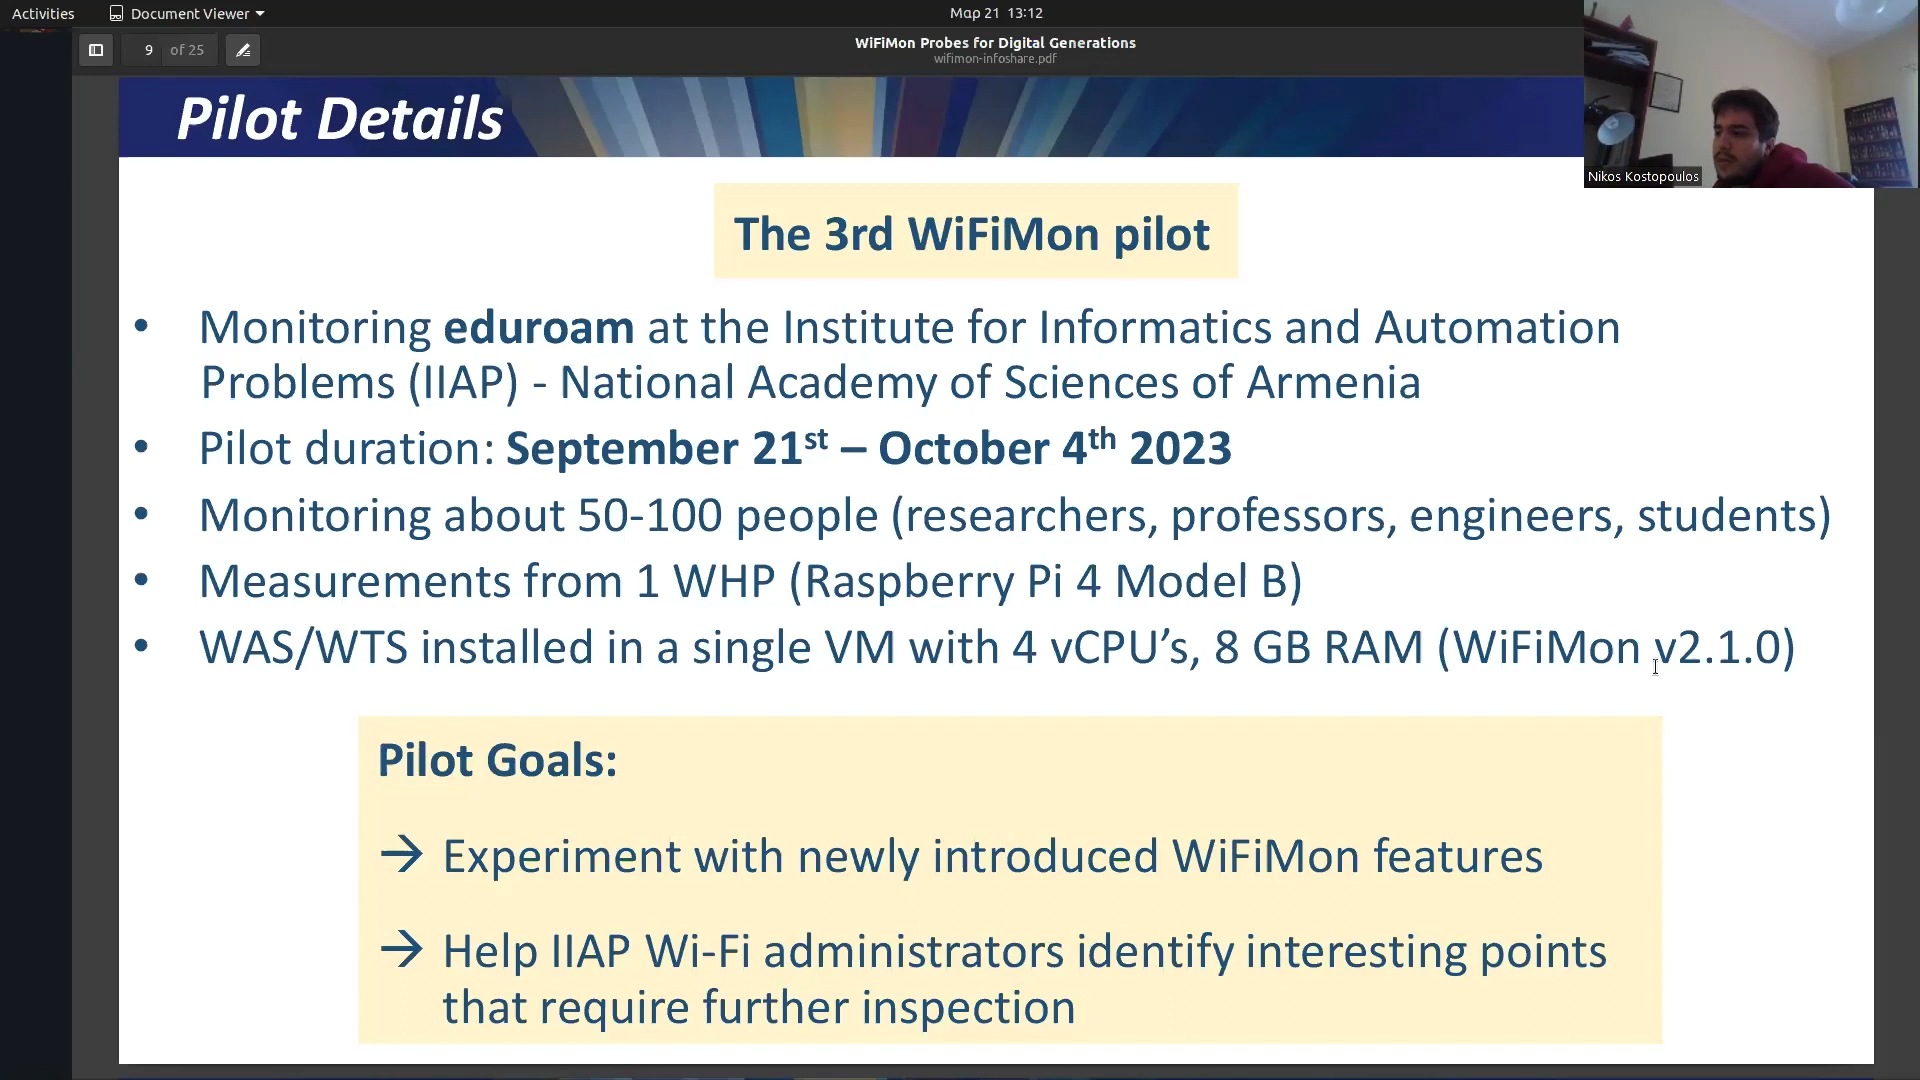 Activities
Document Viewer
Μαρ 21 13:12
9 of 25
WiFiMon Probes for Digital Generations
wifimon-infoshare.pdf
Nikos Kostopoulos
Pilot Details
The 3rd WiFiMon pilot
• Monitoring eduroam at the Institute for Informatics and Automation
Problems (IIAP) - National Academy of Sciences of Armenia
• Pilot duration: September 21st – October 4th 2023
• Monitoring about 50-100 people (researchers, professors, engineers, students)
• Measurements from 1 WHP (Raspberry Pi 4 Model B)
• WAS/WTS installed in a single VM with 4 vCPU’s, 8 GB RAM (WiFiMon v2.1.0)
Pilot Goals:
→ Experiment with newly introduced WiFiMon features
→ Help IIAP Wi-Fi administrators identify interesting points
that require further inspection